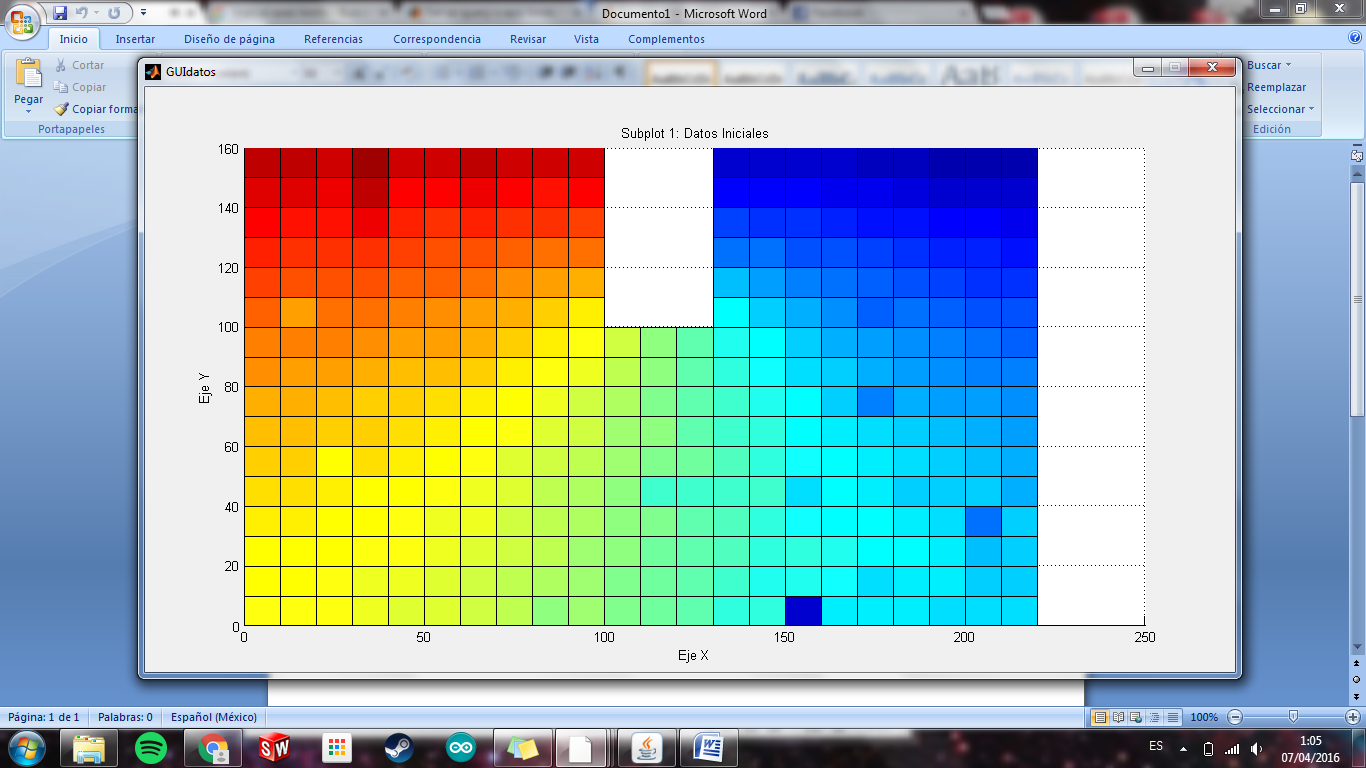 Documento1 - Microsoft Word
Inicio Insertar Diseño de página Referencias Correspondencia Revisar Vista Complementos
Pegar
Cortar
Copiar
Copiar forma
Portapapeles
Buscar
Reemplazar
Seleccionar
Edición
GUIdatos
Subplot 1: Datos Iniciales
160
140
120
100
80
60
40
20
0
Eje Y
0 50 100 150 200 250
Eje X
Página: 1 de 1 Palabras: 0 Español (México) 100%
SW
ES 1:05
07/04/2016